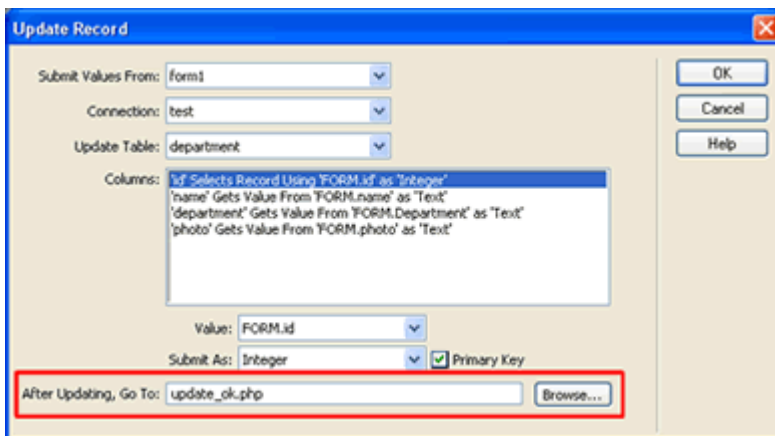 Update Record
Submit Values From: form1
OK
Connection: test
Cancel
Update Table: department
Help
Columns: 'id' Selects Record Using 'FORM.id' as 'Integer'
'name' Gets Value From 'FORM.name' as 'Text'
'department' Gets Value From 'FORM.Department' as 'Text'
'photo' Gets Value From 'FORM.photo' as 'Text'
Value: FORM.id
Submit As: Integer Primary Key
After Updating, Go To: update_ok.php Browse...